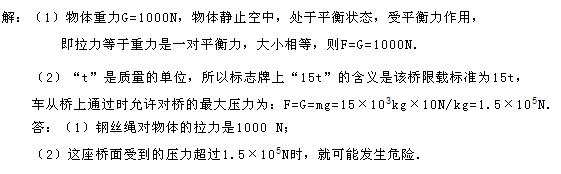 解：（1）物体重力G=1000N，物体静止空中，处于平衡状态，受平衡力作用，
即拉力等于重力是一对平衡力，大小相等，则F=G=1000N．
（2）“t”是质量的单位，所以标志牌上“15t”的含义是该桥限载标准为15t，
车从桥上通过时允许对桥的最大压力为：F=G=mg=15×10³kg×10N/kg=1.5×10⁵N．
答：（1）钢丝绳对物体的拉力是1000 N；
（2）这座桥面受到的压力超过1.5×10⁵N时，就可能发生危险．